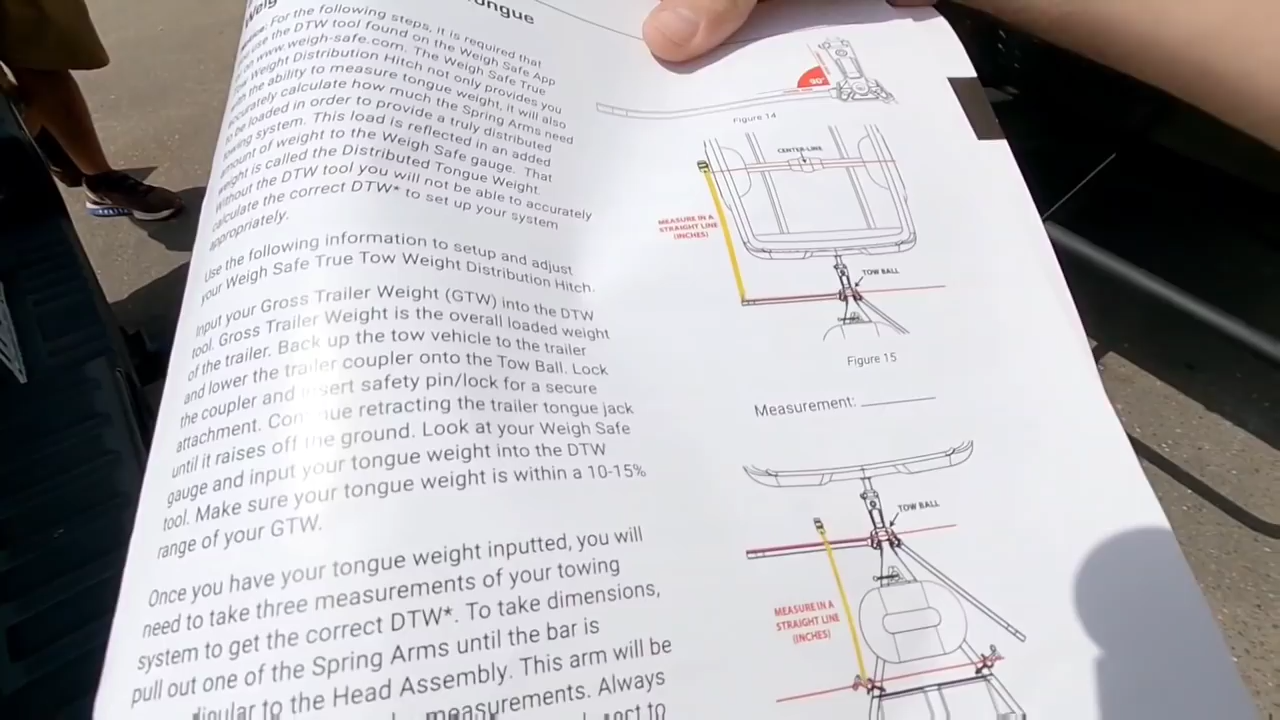 Tongue
For the following steps, it is required that
use the DTW tool found on the Weigh Safe App
www.weigh-safe.com. The Weigh Safe True
Weight Distribution Hitch not only provides you
the ability to measure tongue weight, it will also
accurately calculate how much the Spring Arms need
to be loaded in order to provide a truly distributed
towing system. This load is reflected in an added
amount of weight to the Weigh Safe gauge. That
weight is called the Distributed Tongue Weight.
Without the DTW tool you will not be able to accurately
calculate the correct DTW* to set up your system
appropriately.
Use the following information to setup and adjust
your Weigh Safe True Tow Weight Distribution Hitch.
Input your Gross Trailer Weight (GTW) into the DTW
tool. Gross Trailer Weight is the overall loaded weight
of the trailer. Back up the tow vehicle to the trailer
and lower the trailer coupler onto the Tow Ball. Lock
the coupler and insert safety pin/lock for a secure
attachment. Continue retracting the trailer tongue jack
until it raises off the ground. Look at your Weigh Safe
gauge and input your tongue weight into the DTW
tool. Make sure your tongue weight is within a 10-15%
range of your GTW.
Once you have your tongue weight inputted, you will
need to take three measurements of your towing
system to get the correct DTW*. To take dimensions,
pull out one of the Spring Arms until the bar is
to the Head Assembly. This arm will be
measurements. Always
90°
Figure 14
CENTER-LINE
MEASURE IN A
STRAIGHT LINE
(INCHES)
TOW BALL
Figure 15
Measurement:
TOW BALL
MEASURE IN A
STRAIGHT LINE
(INCHES)